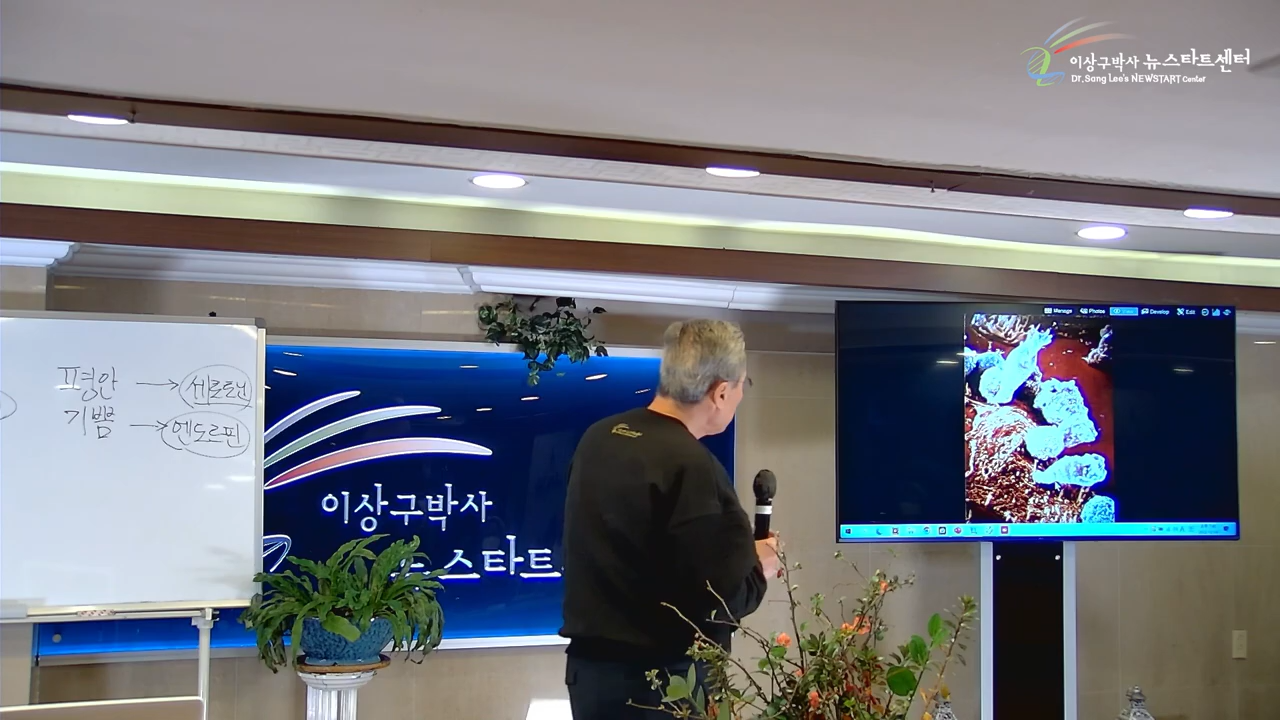 이상구박사 뉴스타트센터
Dr.Sang Lee's NEWSTART Center
평안 → 세로토닌
기쁨 → 엔도르핀
이상구박사
뉴스타트
Manage Photos View Develop Edit